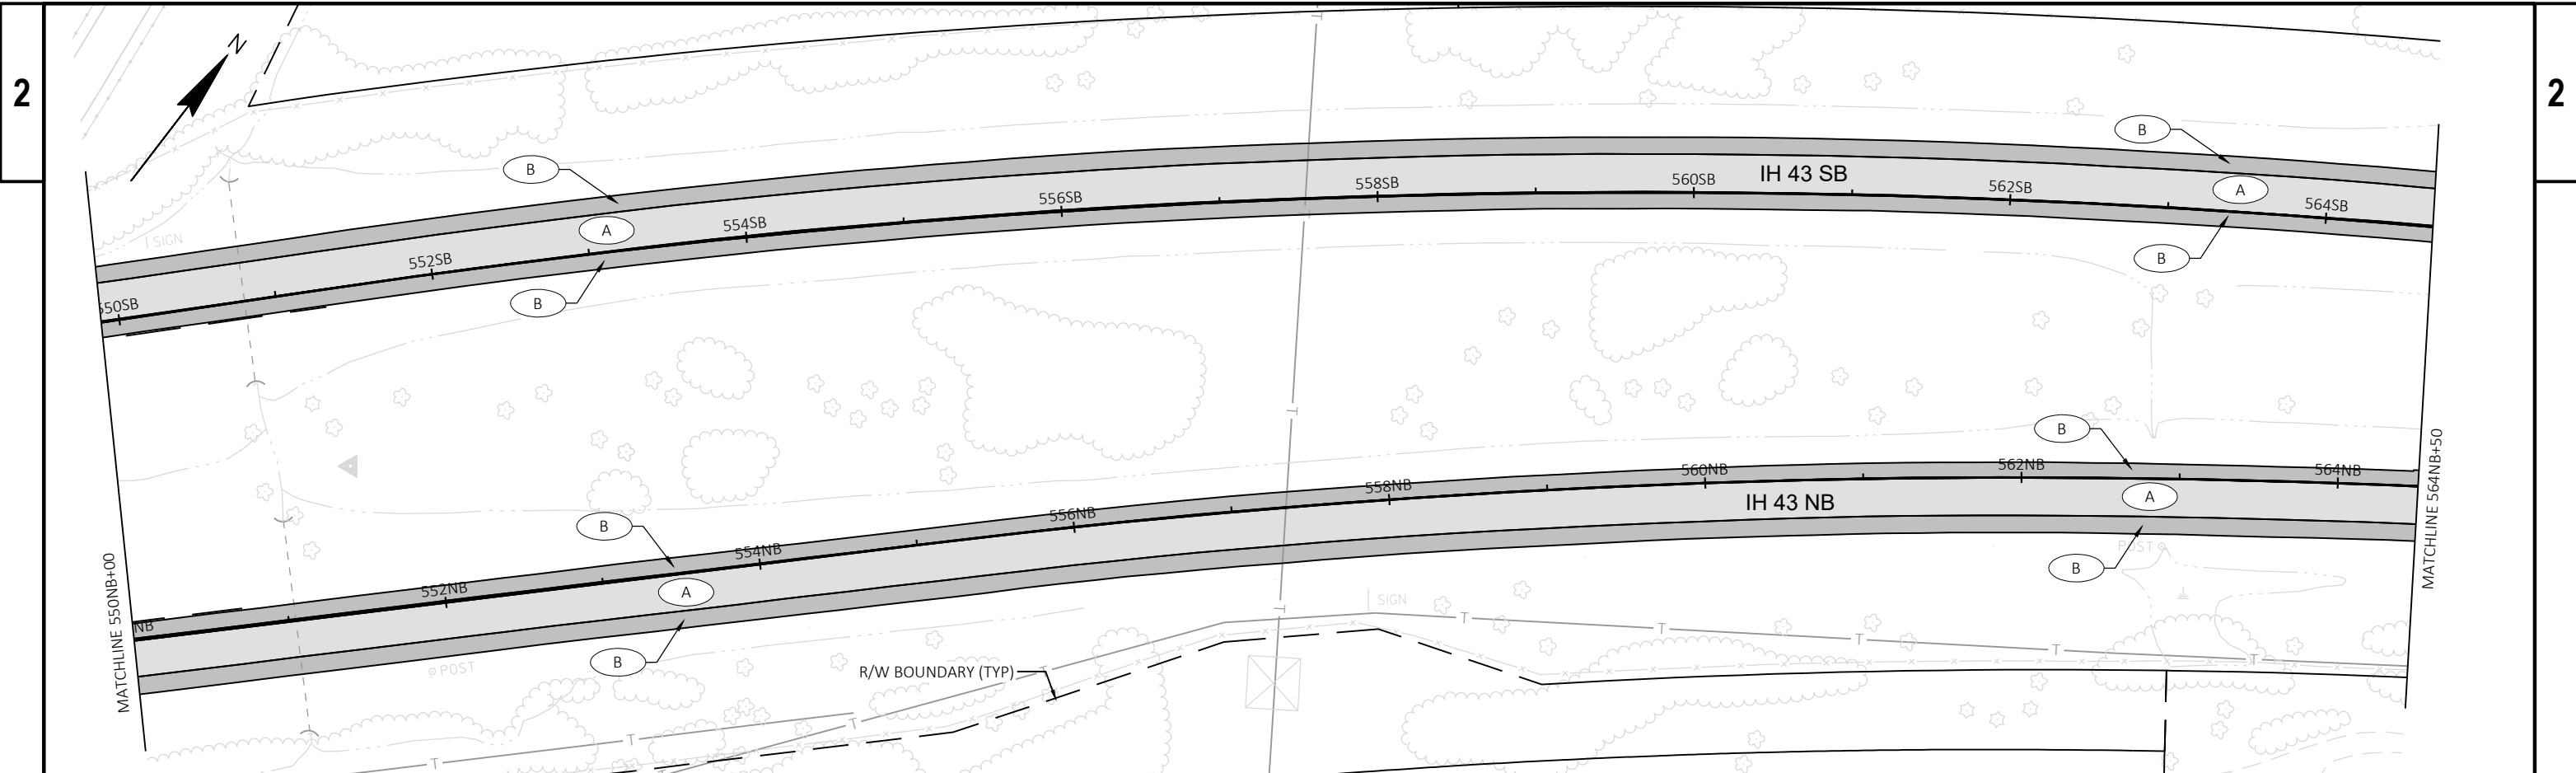 2
2
N
B
B
IH 43 SB
558SB
560SB
562SB
A
564SB
556SB
554SB
A
SIGN
552SB
B
B
550SB
B
MATCHLINE 564NB+50
560NB
562NB
564NB
558NB
A
IH 43 NB
556NB
B
554NB
POST
B
552NB
A
SIGN
NB
MATCHLINE 550NB+00
B
POST
R/W BOUNDARY (TYP)
T
T
T
T
T
T
T
T
T
T